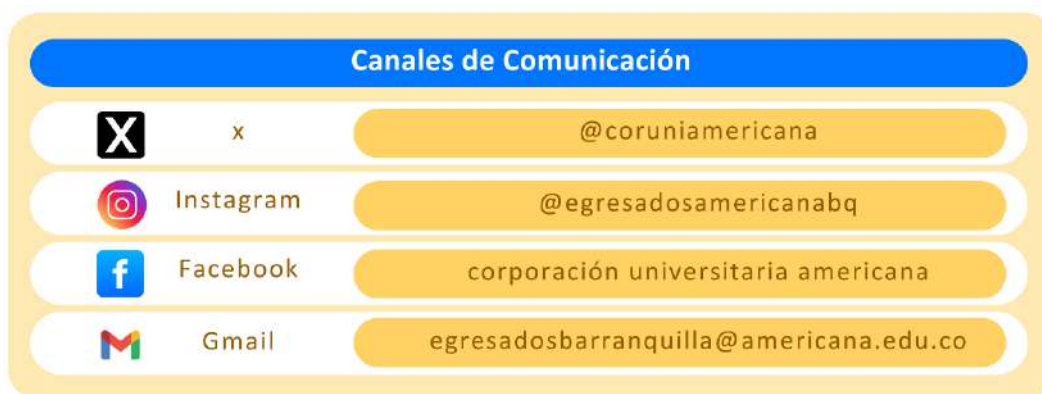 Canales de Comunicación
X x @coruniamericana
Instagram @egresadosamericanabq
Facebook corporación universitaria americana
Gmail egresadosbarranquilla@americana.edu.co